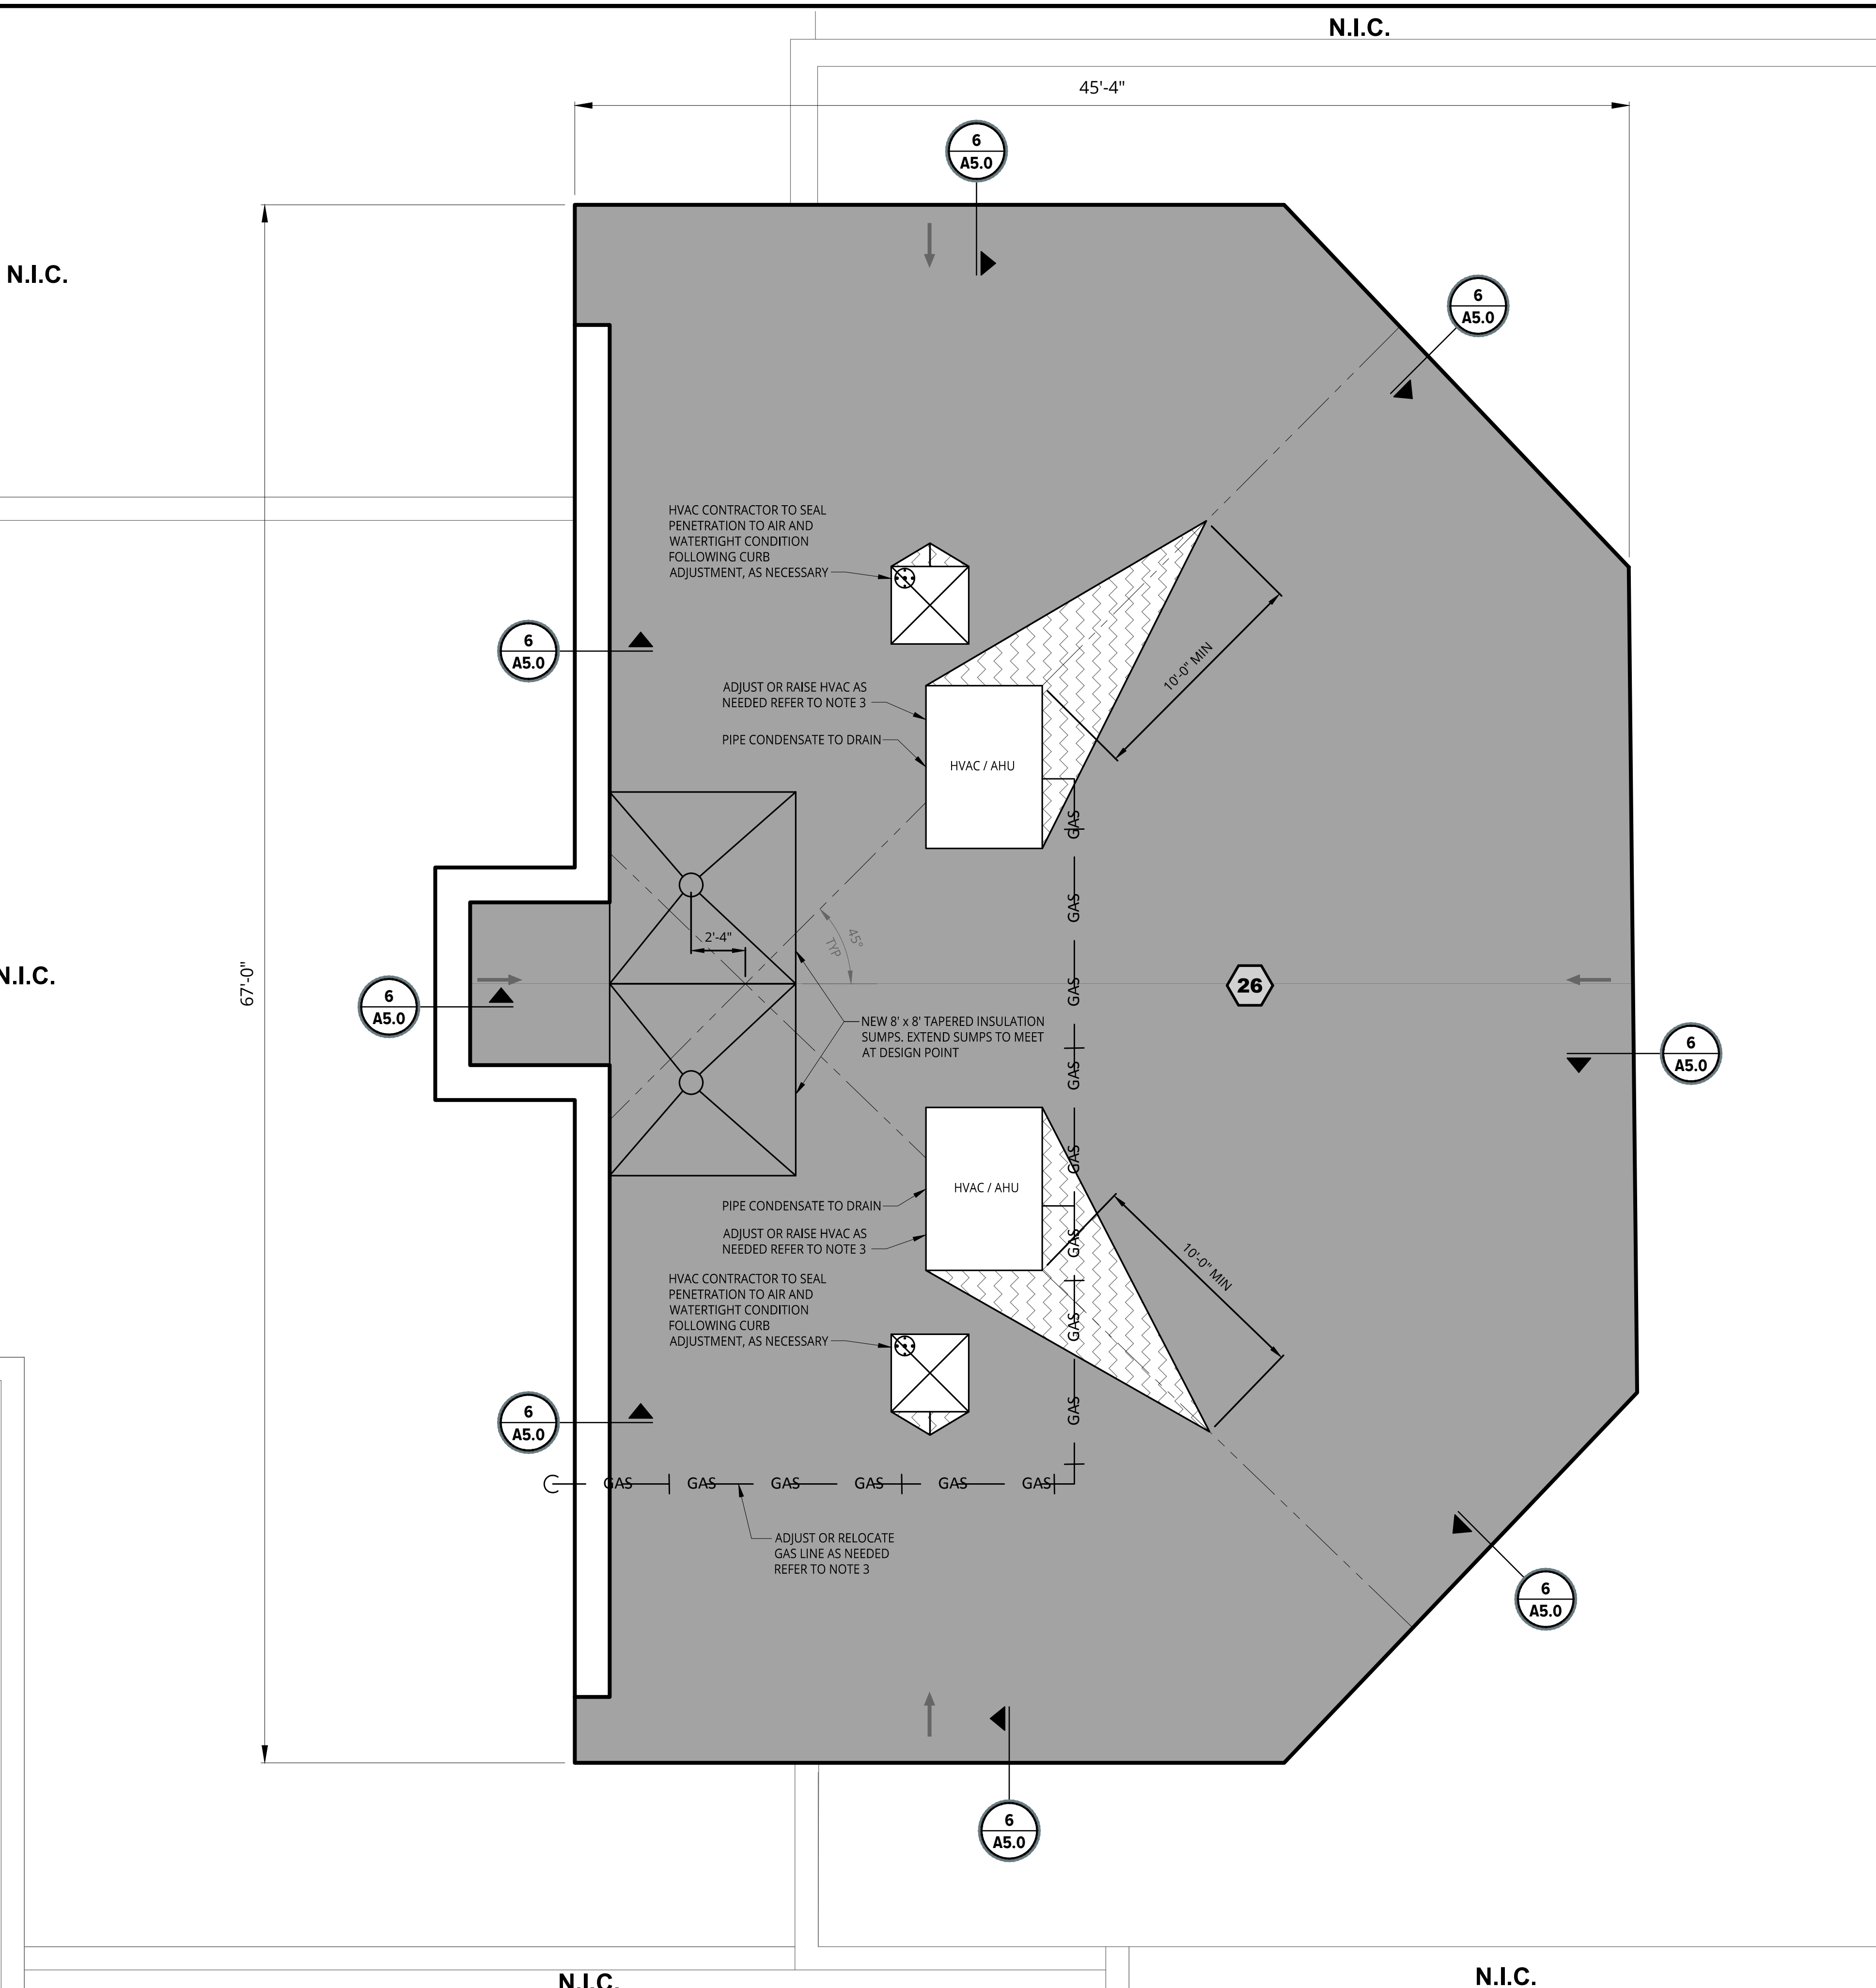 N.I.C.
45'-4"
6
A5.0
N.I.C.
6
A5.0
HVAC CONTRACTOR TO SEAL
PENETRATION TO AIR AND
WATERTIGHT CONDITION
FOLLOWING CURB
ADJUSTMENT, AS NECESSARY
6
A5.0
10'-0" MIN
ADJUST OR RAISE HVAC AS
NEEDED REFER TO NOTE 3
PIPE CONDENSATE TO DRAIN
HVAC / AHU
GAS
GAS
2'-4"
45°
TYP
67'-0"
N.I.C.
26
GAS
6
A5.0
NEW 8' x 8' TAPERED INSULATION
SUMPS. EXTEND SUMPS TO MEET
AT DESIGN POINT
6
A5.0
GAS
GAS
HVAC / AHU
PIPE CONDENSATE TO DRAIN
ADJUST OR RAISE HVAC AS
NEEDED REFER TO NOTE 3
GAS
10'-0" MIN
HVAC CONTRACTOR TO SEAL
PENETRATION TO AIR AND
WATERTIGHT CONDITION
FOLLOWING CURB
ADJUSTMENT, AS NECESSARY
GAS
6
A5.0
GAS
GAS GAS GAS GAS GAS GAS
ADJUST OR RELOCATE
GAS LINE AS NEEDED
REFER TO NOTE 3
6
A5.0
6
A5.0
N.I.C.
N.I.C.